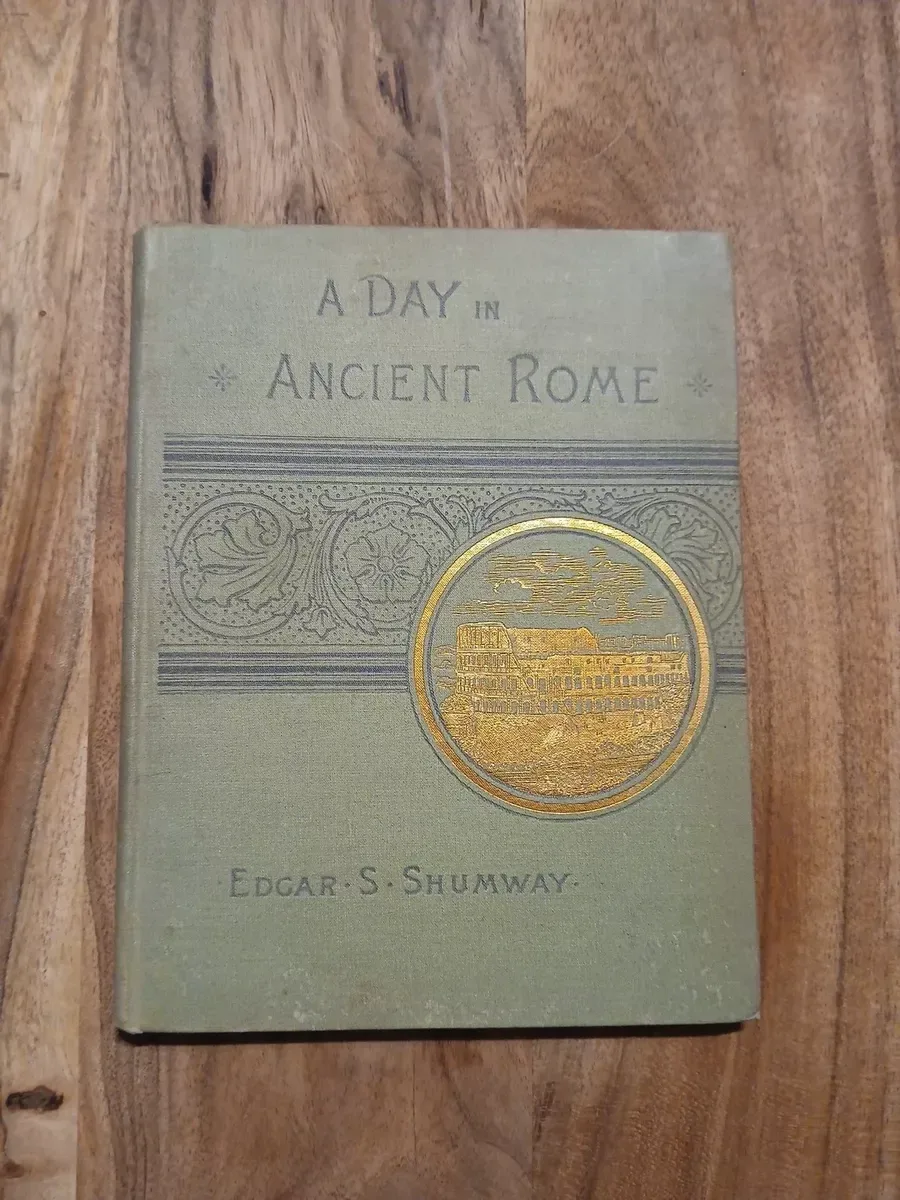 A DAY IN
ANCIENT ROME
EDGAR · S · SHUMWAY ·